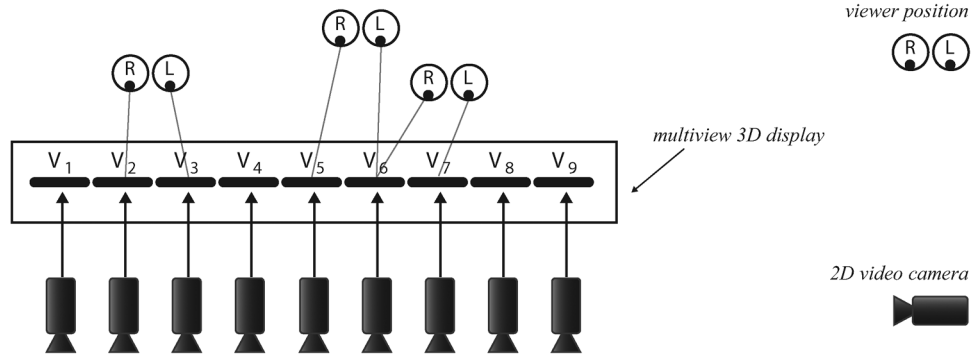 R L
viewer position
R L
R L
R L
multiview 3D display
V1 V2 V3 V4 V5 V6 V7 V8 V9
2D video camera